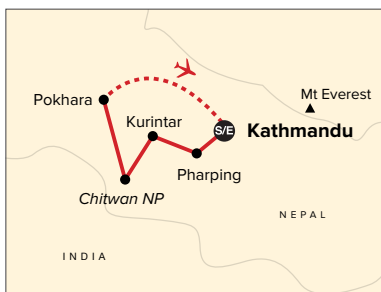 Mt Everest
Pokhara
Kurintar
S/E
Kathmandu
Pharping
Chitwan NP
NEPAL
INDIA